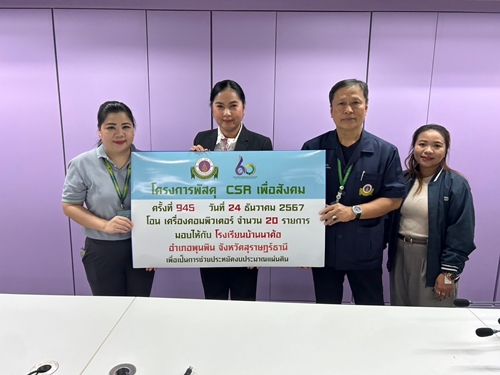 โครงการพัสดุ CSR เพื่อสังคม
ครั้งที่ 945 วันที่ 24 ธันวาคม 2567
โอน เครื่องคอมพิวเตอร์ จำนวน 20 รายการ
มอบให้กับ โรงเรียนบ้านนาค้อ
อำเภอพุนพิน จังหวัดสุราษฎร์ธานี
เพื่อเป็นการช่วยประหยัดงบประมาณแผ่นดิน